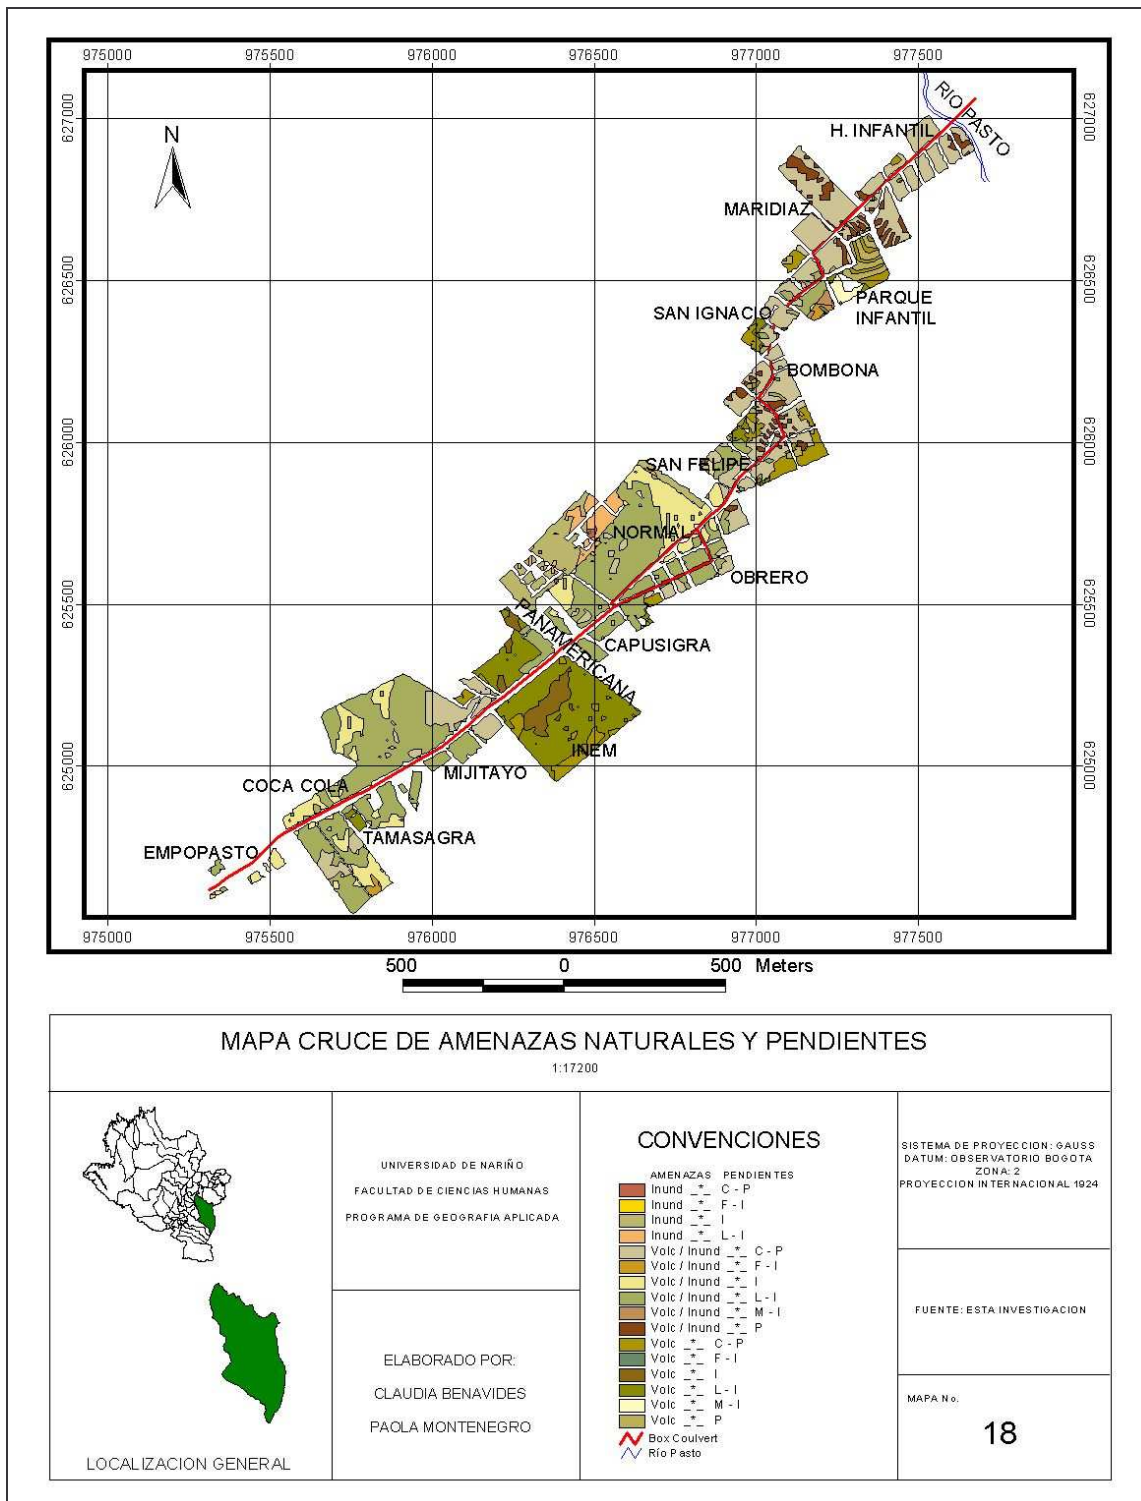 975000 975500 976000 976500 977000 977500
627000
626500
626000
625500
625000
627000
626500
626000
625500
625000
N
RIO PASTO
H. INFANTIL
MARIDIAZ
PARQUE
INFANTIL
SAN IGNACIO
BOMBONA
SAN FELIPE
NORMAL
OBRERO
PANAMERICANA
CAPUSIGRA
INEM
MIJITAYO
COCA COLA
TAMASAGRA
EMPOPASTO
975000 975500 976000 976500 977000 977500
500 0 500 Meters
MAPA CRUCE DE AMENAZAS NATURALES Y PENDIENTES
1:17200
LOCALIZACION GENERAL
UNIVERSIDAD DE NARIÑO
FACULTAD DE CIENCIAS HUMANAS
PROGRAMA DE GEOGRAFIA APLICADA
ELABORADO POR:
CLAUDIA BENAVIDES
PAOLA MONTENEGRO
CONVENCIONES
AMENAZAS PENDIENTES
Inund _*_ C - P
Inund _*_ F - I
Inund _*_ I
Inund _*_ L - I
Volc / Inund _*_ C - P
Volc / Inund _*_ F - I
Volc / Inund _*_ I
Volc / Inund _*_ L - I
Volc / Inund _*_ M - I
Volc / Inund _*_ P
Volc _*_ C - P
Volc _*_ F - I
Volc _*_ I
Volc _*_ L - I
Volc _*_ M - I
Volc _*_ P
Box Coulvert
Río Pasto
SISTEMA DE PROYECCION: GAUSS
DATUM: OBSERVATORIO BOGOTA
ZONA: 2
PROYECCION INTERNACIONAL 1924
FUENTE: ESTA INVESTIGACION
MAPA No.
18